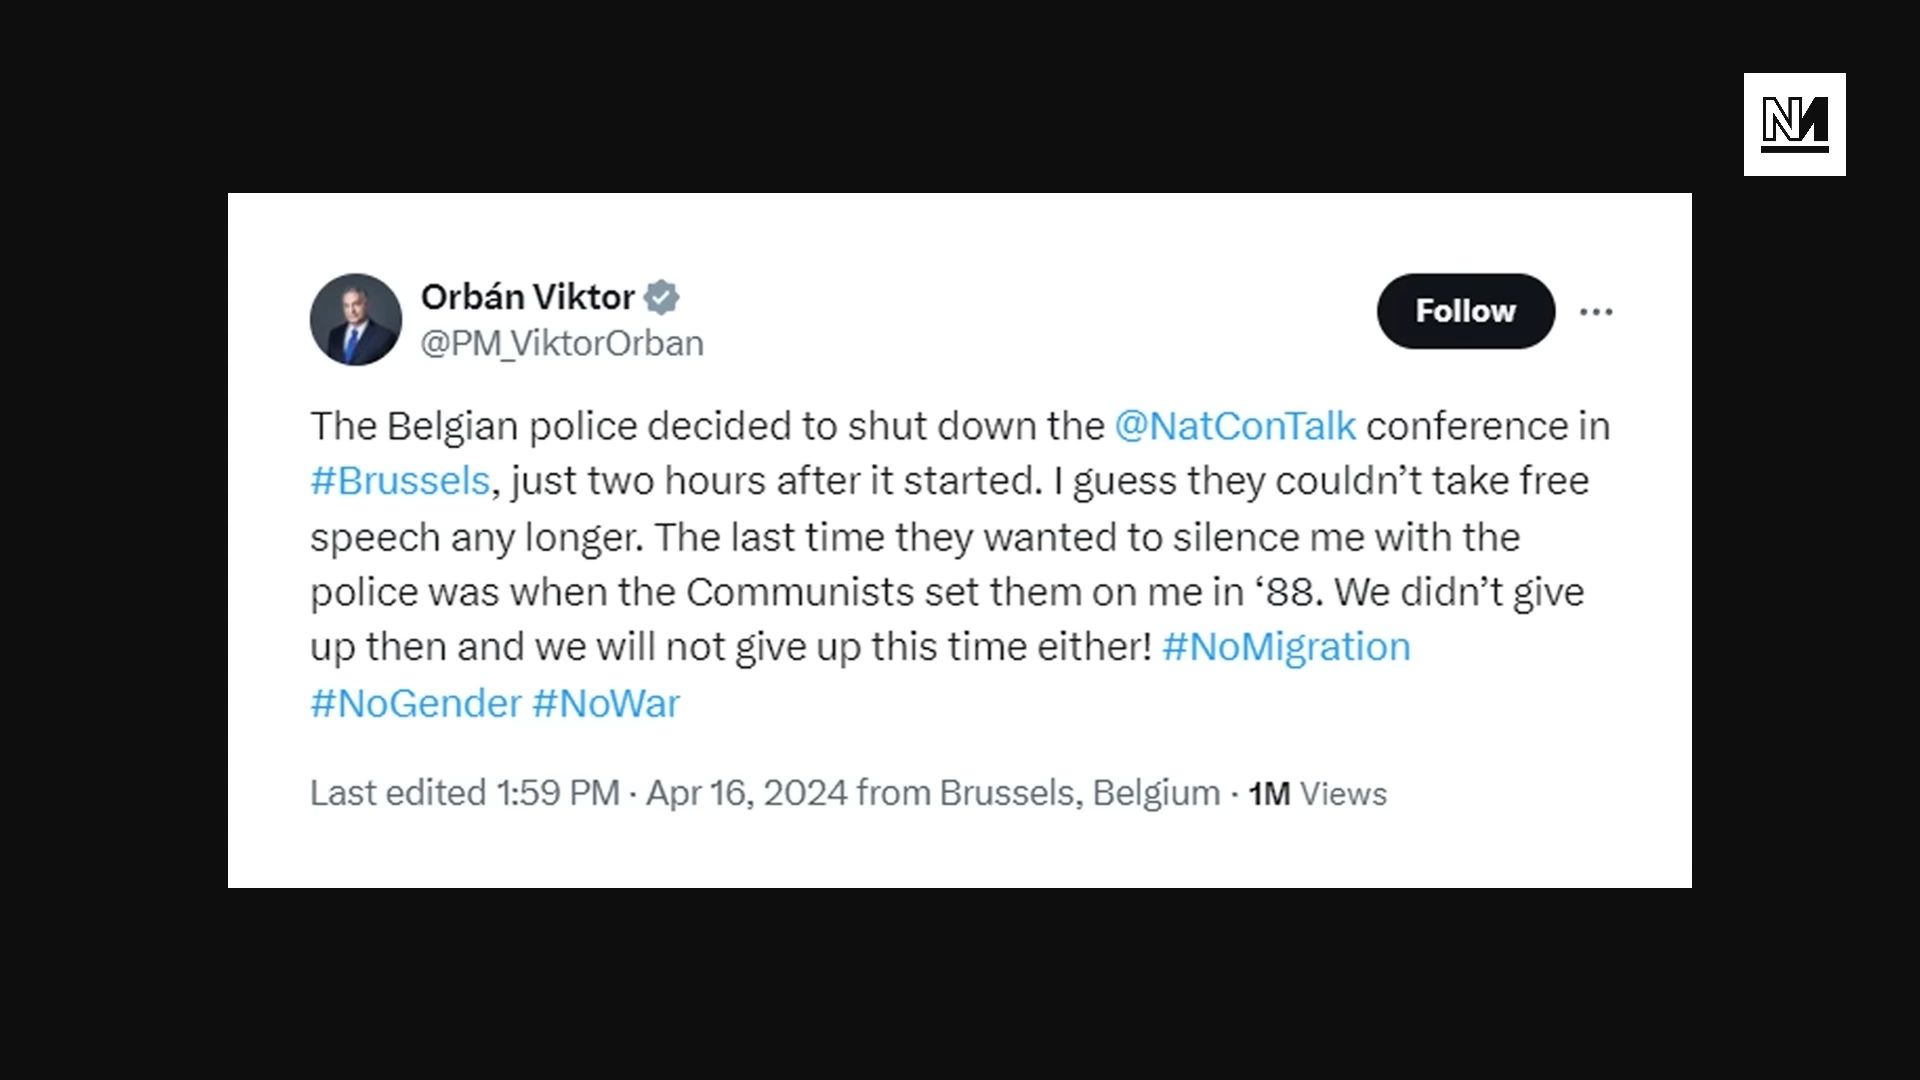 NM
Orbán Viktor
@PM_ViktorOrban
Follow
The Belgian police decided to shut down the @NatConTalk conference in
#Brussels, just two hours after it started. I guess they couldn’t take free
speech any longer. The last time they wanted to silence me with the
police was when the Communists set them on me in ‘88. We didn’t give
up then and we will not give up this time either! #NoMigration
#NoGender #NoWar
Last edited 1:59 PM · Apr 16, 2024 from Brussels, Belgium · 1M Views